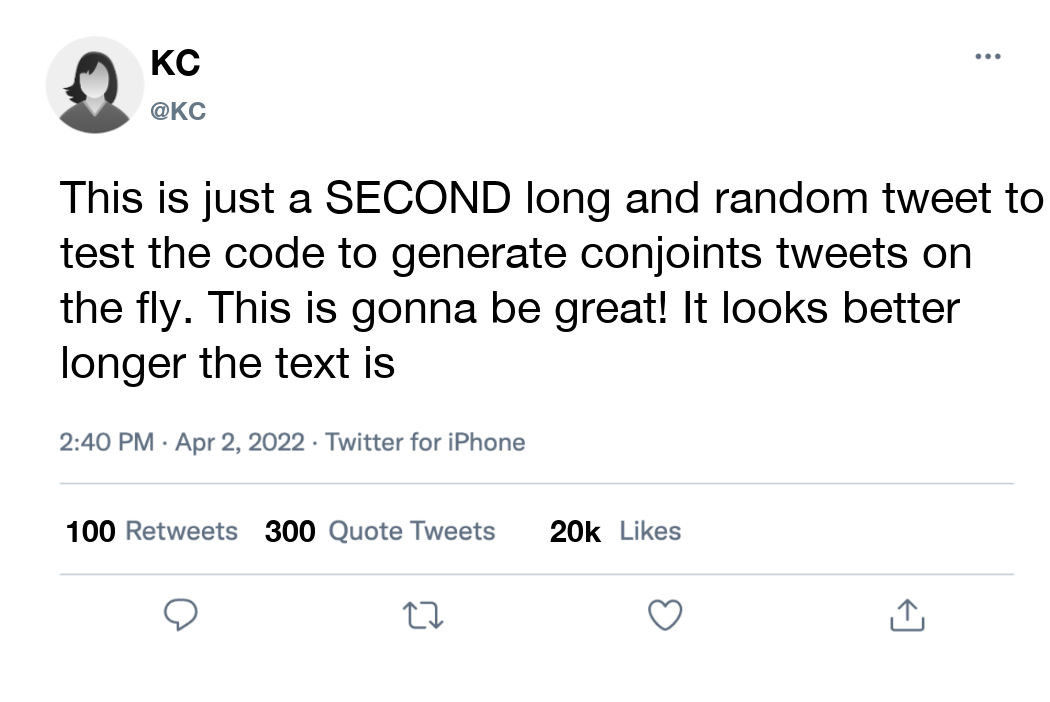 KC
@KC
This is just a SECOND long and random tweet to
test the code to generate conjoints tweets on
the fly. This is gonna be great! It looks better
longer the text is
2:40 PM · Apr 2, 2022 · Twitter for iPhone
100 Retweets 300 Quote Tweets 20k Likes